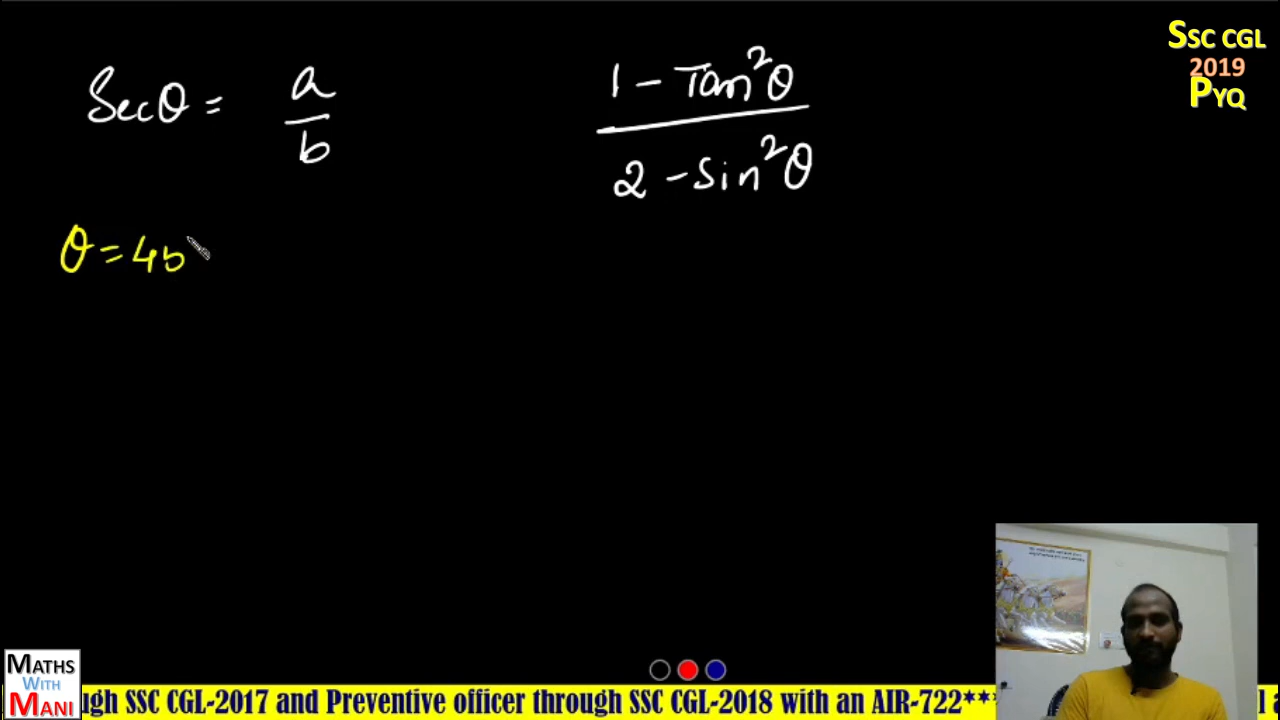 Secθ = a/b
1 - Tan²θ / 2 - Sin²θ
SSC CGL
2019
PYQ
θ = 45
MATHS
WITH
MANI
ugh SSC CGL-2017 and Preventive officer through SSC CGL-2018 with an AIR-722***